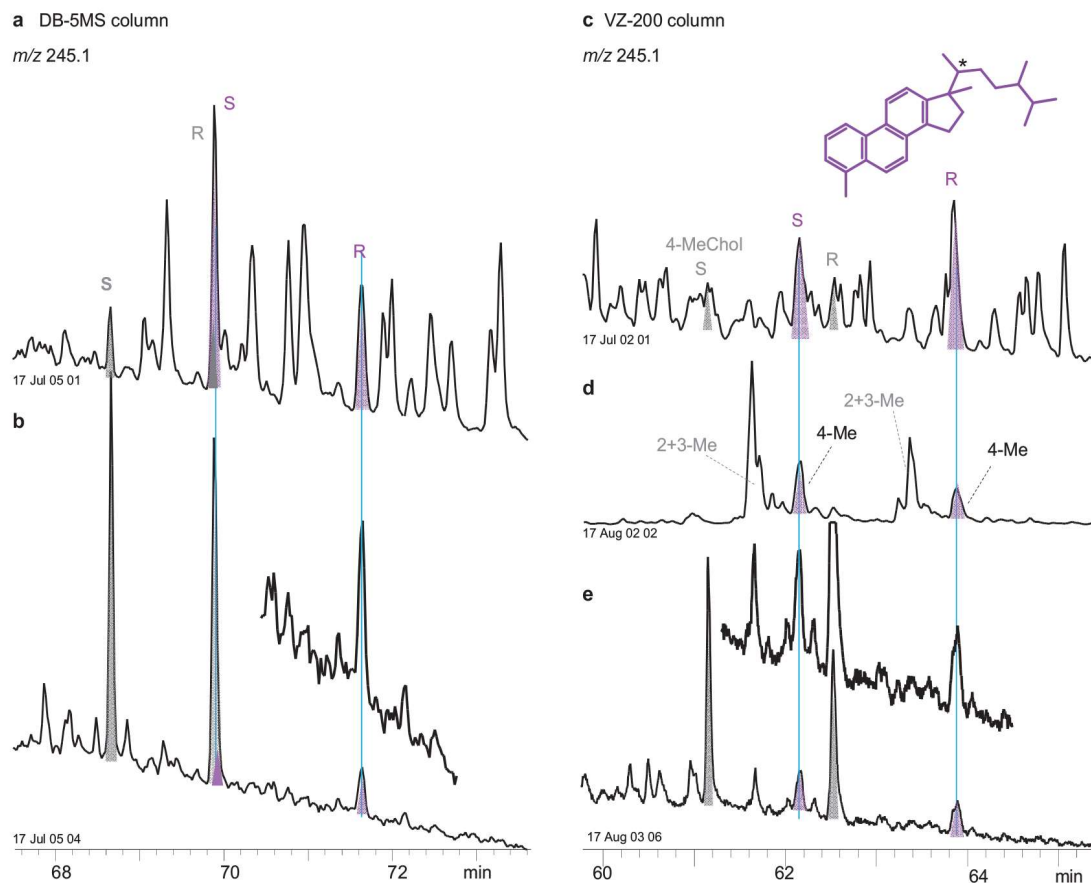 a DB-5MS column
m/z 245.1
S
R
S
R
17 Jul 05 01
b
17 Jul 05 04
68
70
72
min
c VZ-200 column
m/z 245.1
*
R
S
4-MeChol
S
R
17 Jul 02 01
d
2+3-Me
4-Me
2+3-Me
4-Me
17 Aug 02 02
e
17 Aug 03 06
60
62
64
min